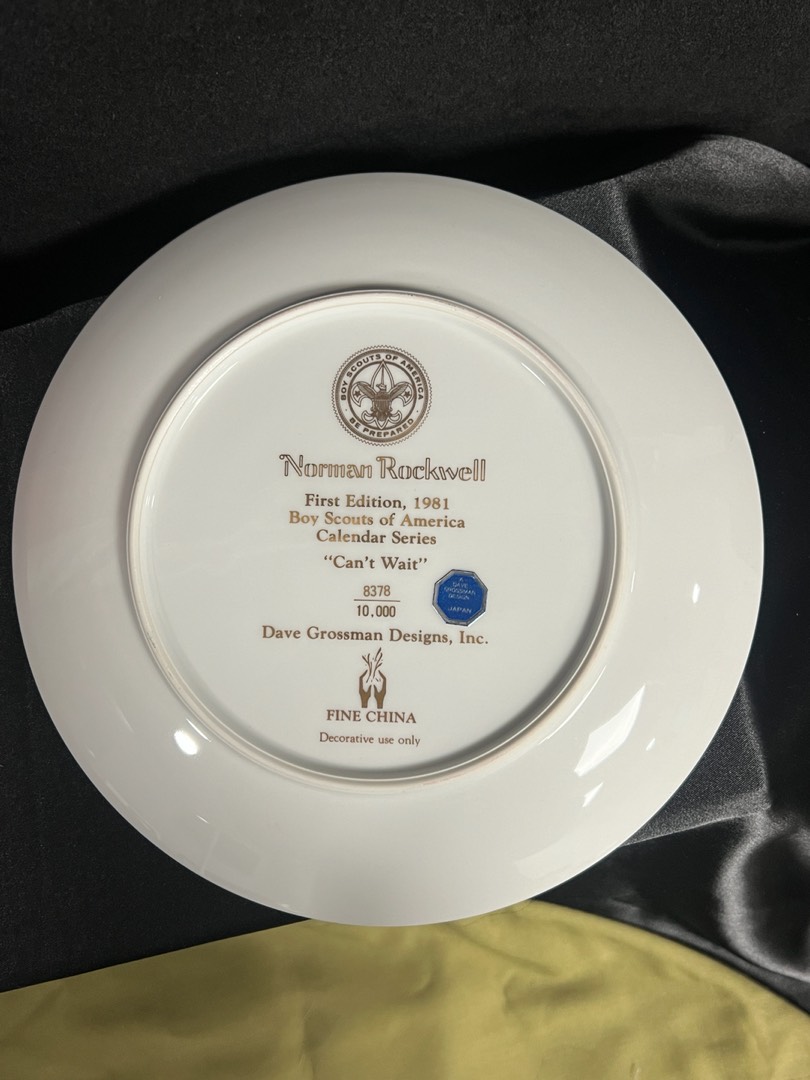 BOY SCOUTS OF AMERICA
BE PREPARED
Norman Rockwell
First Edition, 1981
Boy Scouts of America
Calendar Series
“Can't Wait”
8378
10,000
A
DAVE
GROSSMAN
DESIGN
JAPAN
Dave Grossman Designs, Inc.
FINE CHINA
Decorative use only